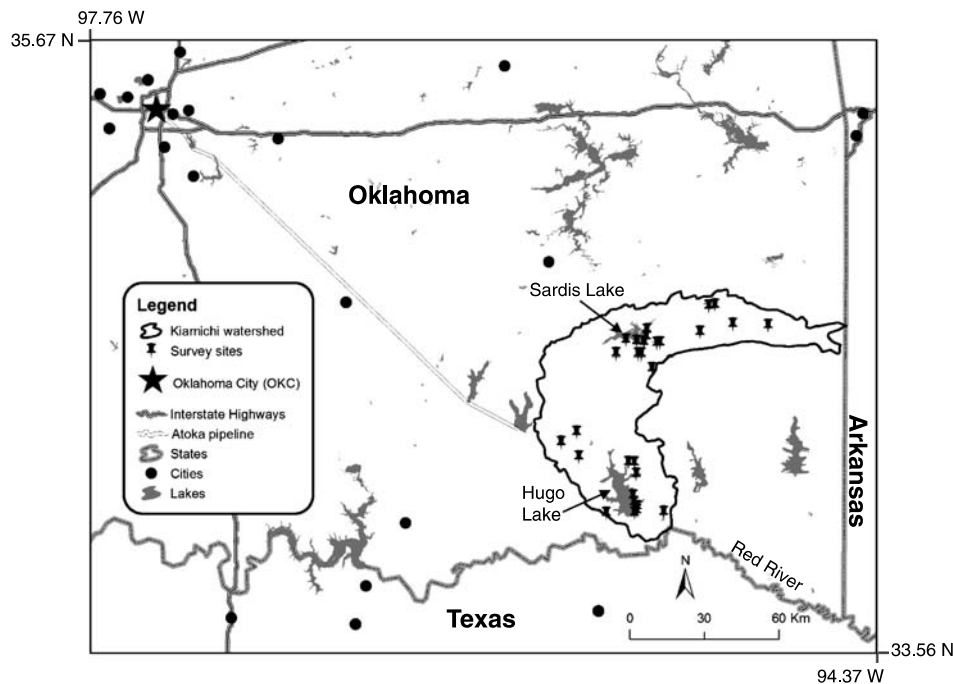 97.76 W
35.67 N
Oklahoma
Sardis Lake
Legend
Kiamichi watershed
Survey sites
Oklahoma City (OKC)
Interstate Highways
Atoka pipeline
States
Cities
Lakes
Arkansas
Hugo
Lake
Red River
N
Texas
0 30 60 Km
33.56 N
94.37 W